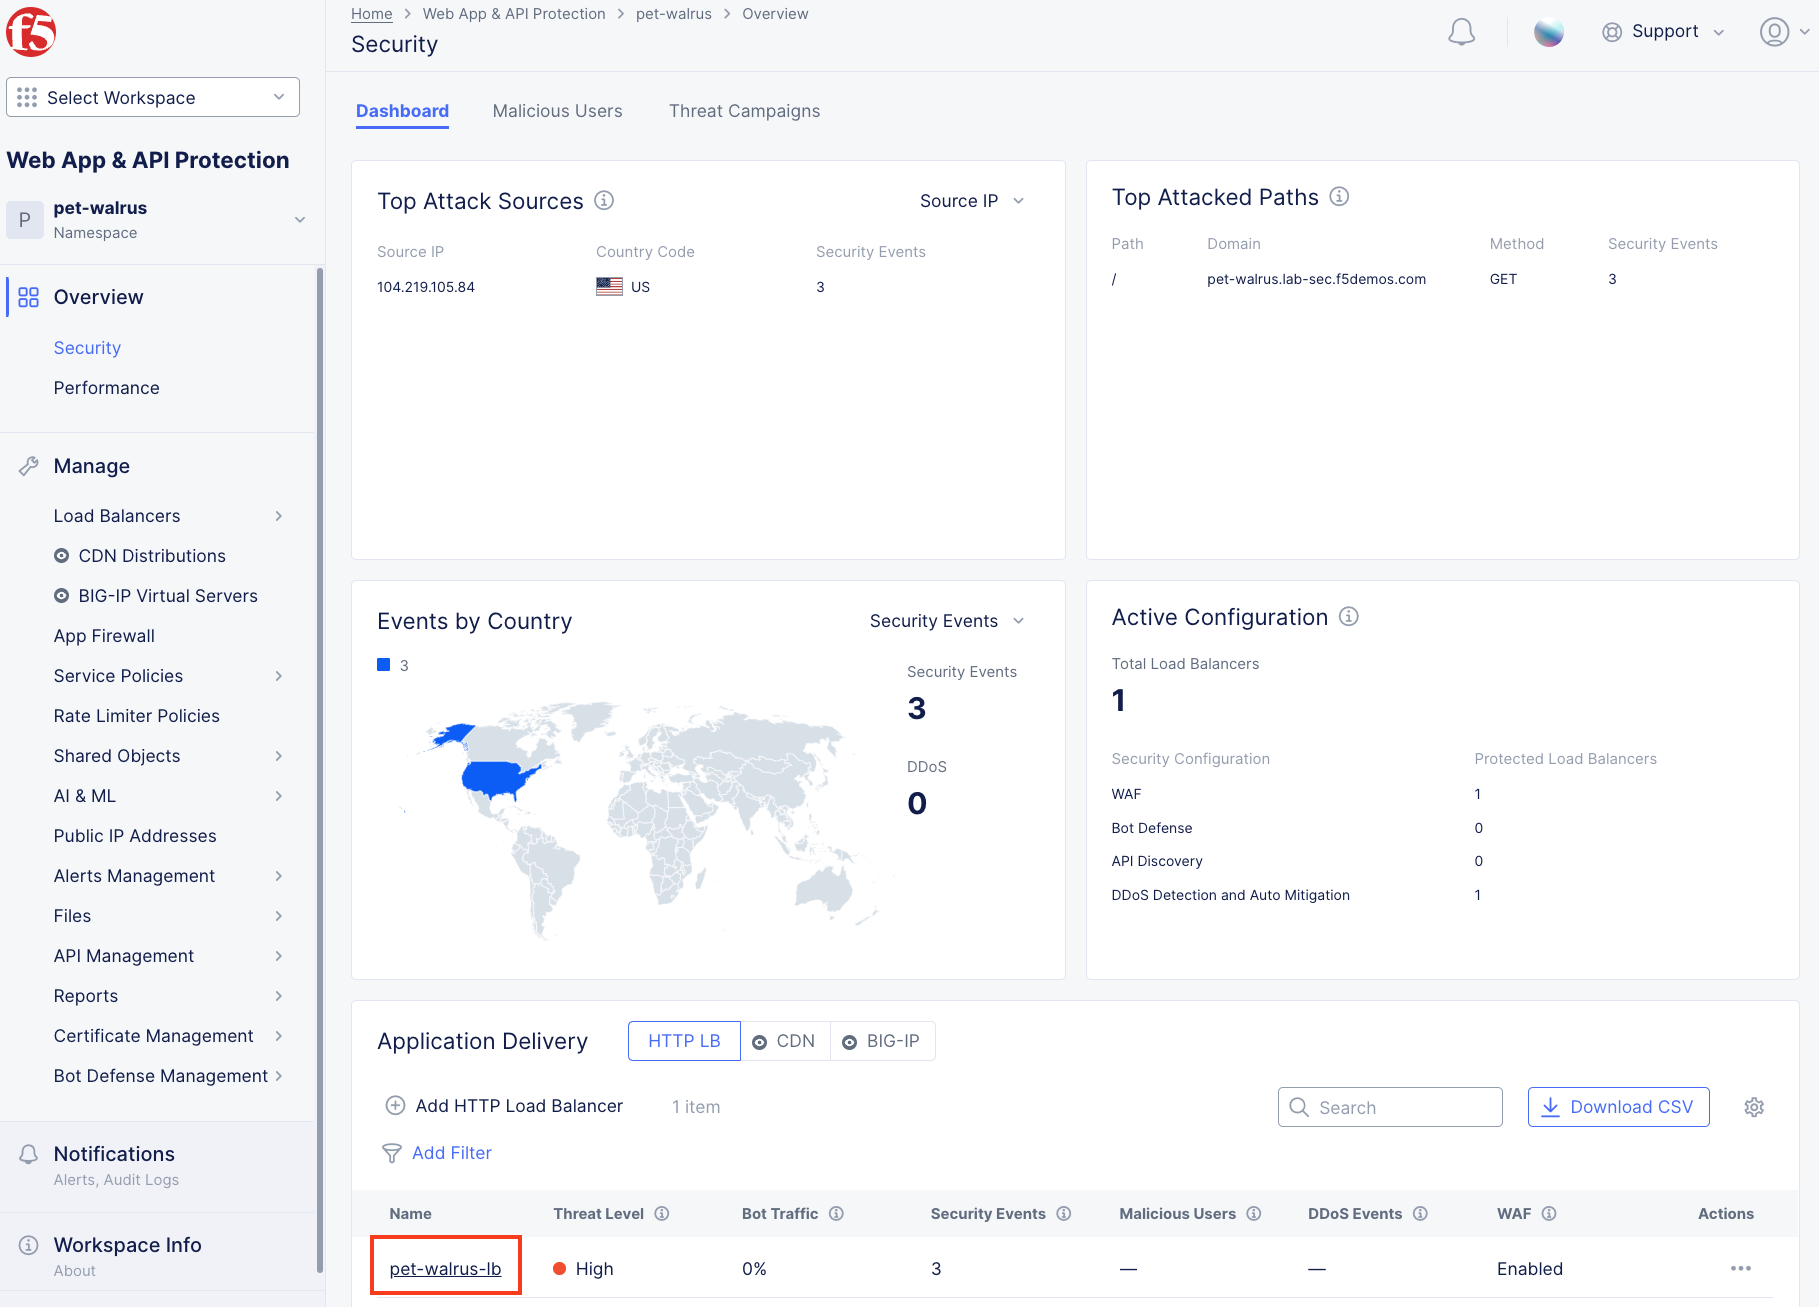 f5
Home > Web App & API Protection > pet-walrus > Overview
Security
Support
Select Workspace
Web App & API Protection
P
pet-walrus
Namespace
Overview
Security
Performance
Manage
Load Balancers
CDN Distributions
BIG-IP Virtual Servers
App Firewall
Service Policies
Rate Limiter Policies
Shared Objects
AI & ML
Public IP Addresses
Alerts Management
Files
API Management
Reports
Certificate Management
Bot Defense Management
Notifications
Alerts, Audit Logs
Workspace Info
About
Dashboard Malicious Users Threat Campaigns
Top Attack Sources Source IP
Source IP Country Code Security Events
104.219.105.84 US 3
Top Attacked Paths
Path Domain Method Security Events
/ pet-walrus.lab-sec.f5demos.com GET 3
Events by Country Security Events
3
Security Events
3
DDoS
0
Active Configuration
Total Load Balancers
1
Security Configuration Protected Load Balancers
WAF 1
Bot Defense 0
API Discovery 0
DDoS Detection and Auto Mitigation 1
Application Delivery HTTP LB CDN BIG-IP
Add HTTP Load Balancer 1 item Search Download CSV
Add Filter
Name Threat Level Bot Traffic Security Events Malicious Users DDoS Events WAF Actions
pet-walrus-lb High 0% 3 — — Enabled •••